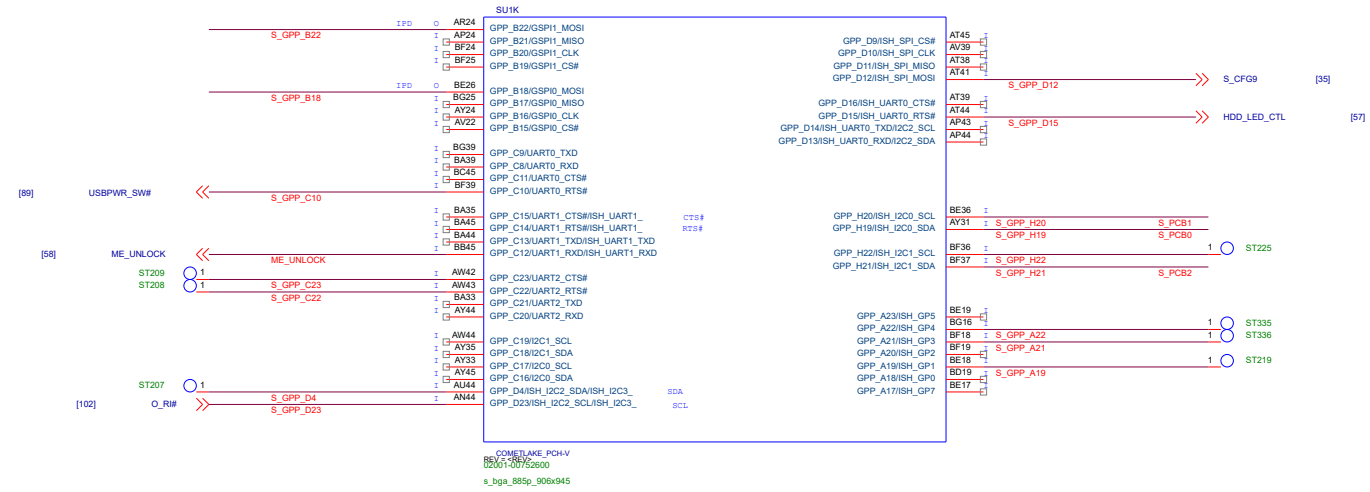 SU1K
IPD O AR24 GPP_B22/GSPI1_MOSI
S_GPP_B22
I AP24 GPP_B21/GSPI1_MISO
I BF24 GPP_B20/GSPI1_CLK
I BF25 GPP_B19/GSPI1_CS#
IPD O BE26 GPP_B18/GSPI0_MOSI
S_GPP_B18
I BG25 GPP_B17/GSPI0_MISO
I AY24 GPP_B16/GSPI0_CLK
I AV22 GPP_B15/GSPI0_CS#
I BG39 GPP_C9/UART0_TXD
I BA39 GPP_C8/UART0_RXD
I BC45 GPP_C11/UART0_CTS#
[89] USBPWR_SW# I BF39 GPP_C10/UART0_RTS#
S_GPP_C10
I BA35 GPP_C15/UART1_CTS#/ISH_UART1_ CTS#
I BA45 GPP_C14/UART1_RTS#/ISH_UART1_ RTS#
I BA44 GPP_C13/UART1_TXD/ISH_UART1_TXD
[58] ME_UNLOCK I BB45 GPP_C12/UART1_RXD/ISH_UART1_RXD
ME_UNLOCK
ST209 1 I AW42 GPP_C23/UART2_CTS#
S_GPP_C23
ST208 1 I AW43 GPP_C22/UART2_RTS#
S_GPP_C22
I BA33 GPP_C21/UART2_TXD
I AY44 GPP_C20/UART2_RXD
I AW44 GPP_C19/I2C1_SCL
I AY35 GPP_C18/I2C1_SDA
I AY33 GPP_C17/I2C0_SCL
I AY45 GPP_C16/I2C0_SDA
ST207 1 I AU44 GPP_D4/ISH_I2C2_SDA/ISH_I2C3_ SDA
S_GPP_D4
[102] O_RI# I AN44 GPP_D23/ISH_I2C2_SCL/ISH_I2C3_ SCL
S_GPP_D23
GPP_D9/ISH_SPI_CS# AT45 I
GPP_D10/ISH_SPI_CLK AV39 I
GPP_D11/ISH_SPI_MISO AT38 I
GPP_D12/ISH_SPI_MOSI AT41 I S_CFG9 [35]
S_GPP_D12
GPP_D16/ISH_UART0_CTS# AT39 I
GPP_D15/ISH_UART0_RTS# AT44 I HDD_LED_CTL [57]
S_GPP_D15
GPP_D14/ISH_UART0_TXD/I2C2_SCL AP43 I
GPP_D13/ISH_UART0_RXD/I2C2_SDA AP44 I
GPP_H20/ISH_I2C0_SCL BE36 I
S_GPP_H20 S_PCB1
GPP_H19/ISH_I2C0_SDA AY31 I
S_GPP_H19 S_PCB0
GPP_H22/ISH_I2C1_SCL BF36 I 1 ST225
S_GPP_H22
GPP_H21/ISH_I2C1_SDA BF37 I
S_GPP_H21 S_PCB2
GPP_A23/ISH_GP5 BE19 I
GPP_A22/ISH_GP4 BG16 I 1 ST335
S_GPP_A22
GPP_A21/ISH_GP3 BF18 I 1 ST336
S_GPP_A21
GPP_A20/ISH_GP2 BF19 I
GPP_A19/ISH_GP1 BE18 I 1 ST219
S_GPP_A19
GPP_A18/ISH_GP0 BD19 I
GPP_A17/ISH_GP7 BE17 I
COMETLAKE_PCH-V
REV = <REV>
02001-00752600
s_bga_885p_906x945